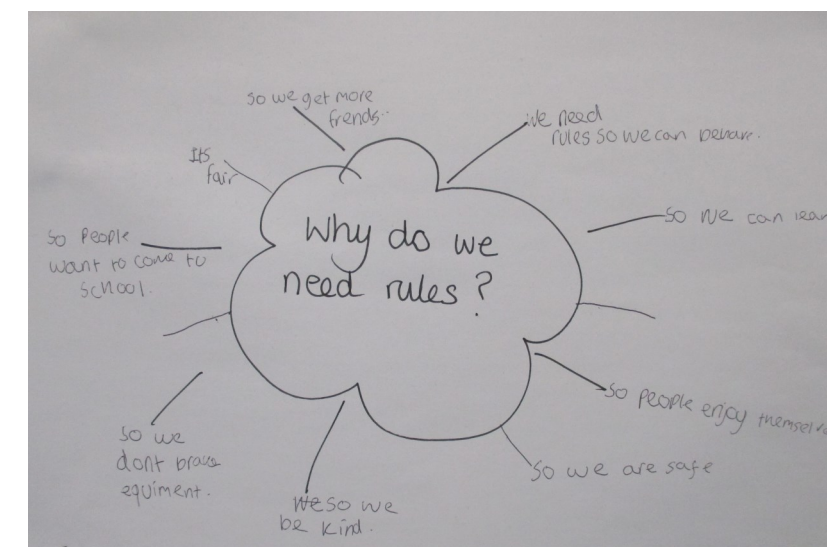 Why do we
need rules?
so we get more
frends..
we need
rules so we can behave.
so we can lear
so people enjoy themselve
so we are safe
We so we
be kind.
so we
dont brake
equiment.
so people
want to come to
school.
Its
fair